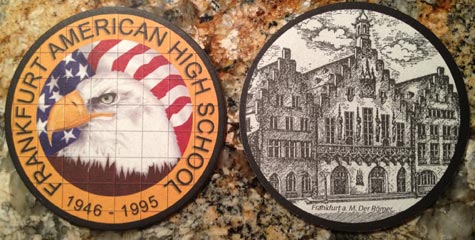 FRANKFURT AMERICAN HIGH SCHOOL
1946 - 1995
Frankfurt a. M. Der Römer